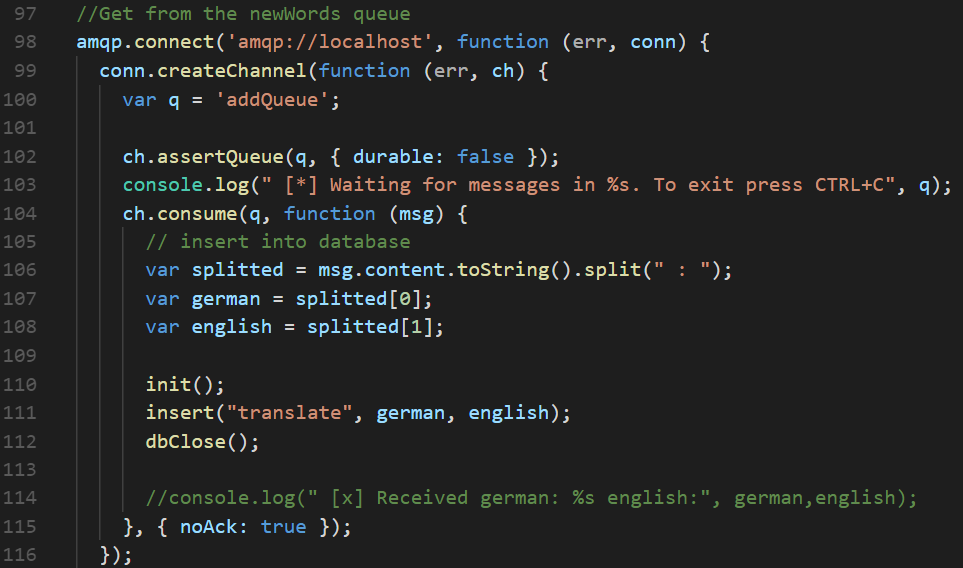 97 //Get from the newWords queue
98 amqp.connect('amqp://localhost', function (err, conn) {
99 conn.createChannel(function (err, ch) {
100 var q = 'addQueue';
101
102 ch.assertQueue(q, { durable: false });
103 console.log(" [*] Waiting for messages in %s. To exit press CTRL+C", q);
104 ch.consume(q, function (msg) {
105 // insert into database
106 var splitted = msg.content.toString().split(" : ");
107 var german = splitted[0];
108 var english = splitted[1];
109
110 init();
111 insert("translate", german, english);
112 dbClose();
113
114 //console.log(" [x] Received german: %s english:", german,english);
115 }, { noAck: true });
116 });